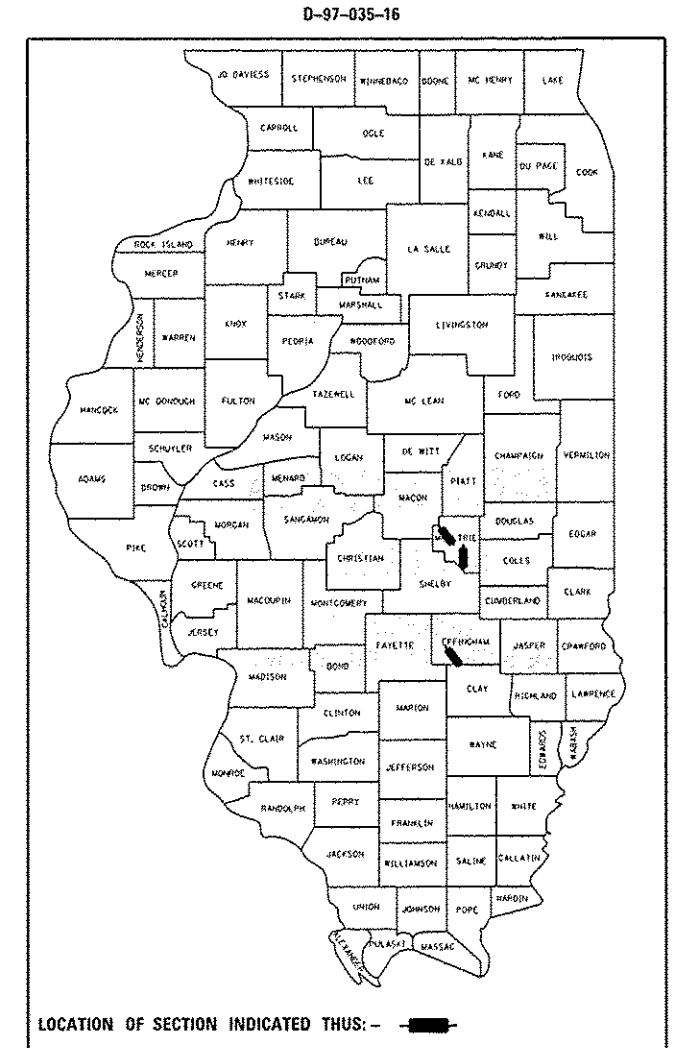 D-97-035-16
JO DAVIESS STEPHENSON WINNEBAGO BOONE MC HENRY LAKE
CARROLL OGLE
DE KALB KANE DU PAGE COOK
WHITESIDE LEE
KENDALL WILL
ROCK ISLAND HENRY BUREAU LA SALLE
MERCER PUTNAM GRUNDY
STARK MARSHALL KANKAKEE
HENDERSON WARREN KNOX PEORIA WOODFORD LIVINGSTON IROQUOIS
HANCOCK MC DONOUGH FULTON TAZEWELL MC LEAN FORD
SCHUYLER MASON
ADAMS BROWN CASS MENARD LOGAN DE WITT CHAMPAIGN VERMILION
PIATT
MACON
PIKE SCOTT MORGAN SANGAMON DOUGLAS EDGAR
CHRISTIAN M TRIE COLES
CALHOUN GREENE MACOUPIN MONTGOMERY SHELBY CUMBERLAND CLARK
JERSEY
FAYETTE EFFINGHAM JASPER CRAWFORD
MADISON BOND
CLAY RICHLAND LAWRENCE
CLINTON MARION
ST. CLAIR WAYNE EDWARDS WABASH
WASHINGTON JEFFERSON
MONROE
RANDOLPH PERRY HAMILTON WHITE
FRANKLIN
JACKSON WILLIAMSON SALINE GALLATIN
UNION JOHNSON POPE HARDIN
ALEXANDER PULASKI MASSAC
LOCATION OF SECTION INDICATED THUS: -